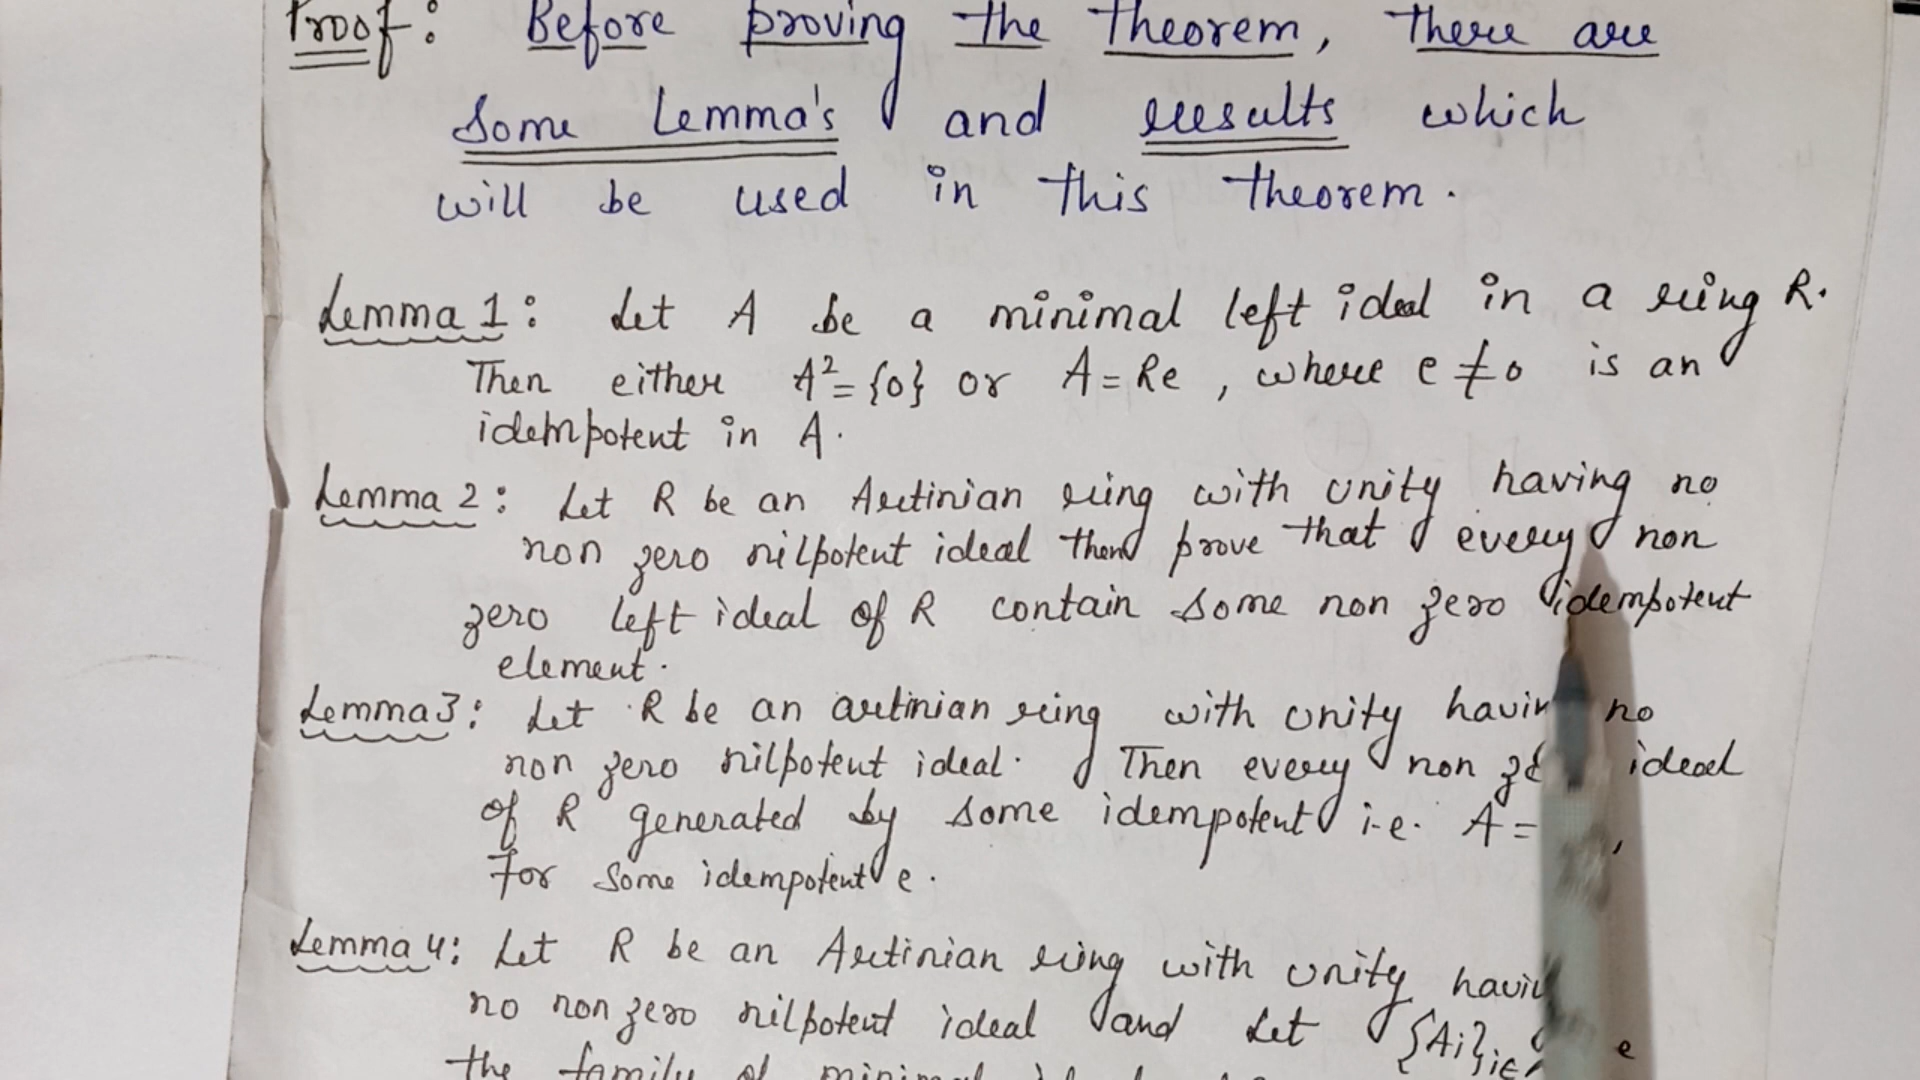 Proof: Before proving the theorem, there are
some Lemma's and results which
will be used in this theorem.
Lemma 1: Let A be a minimal left ideal in a ring R.
Then either A²={0} or A=Re, where e≠0 is an
idempotent in A.
Lemma 2: Let R be an Artinian ring with unity having no
non zero nilpotent ideal then prove that every non
zero left ideal of R contain some non zero idempotent
element.
Lemma 3: Let R be an artinian ring with unity no
non zero nilpotent ideal. Then every non ideal
of R generated by some idempotent i.e. A= ,
for some idempotent e.
Lemma 4: Let R be an Artinian ring with unity
no non zero nilpotent ideal and let
the family of